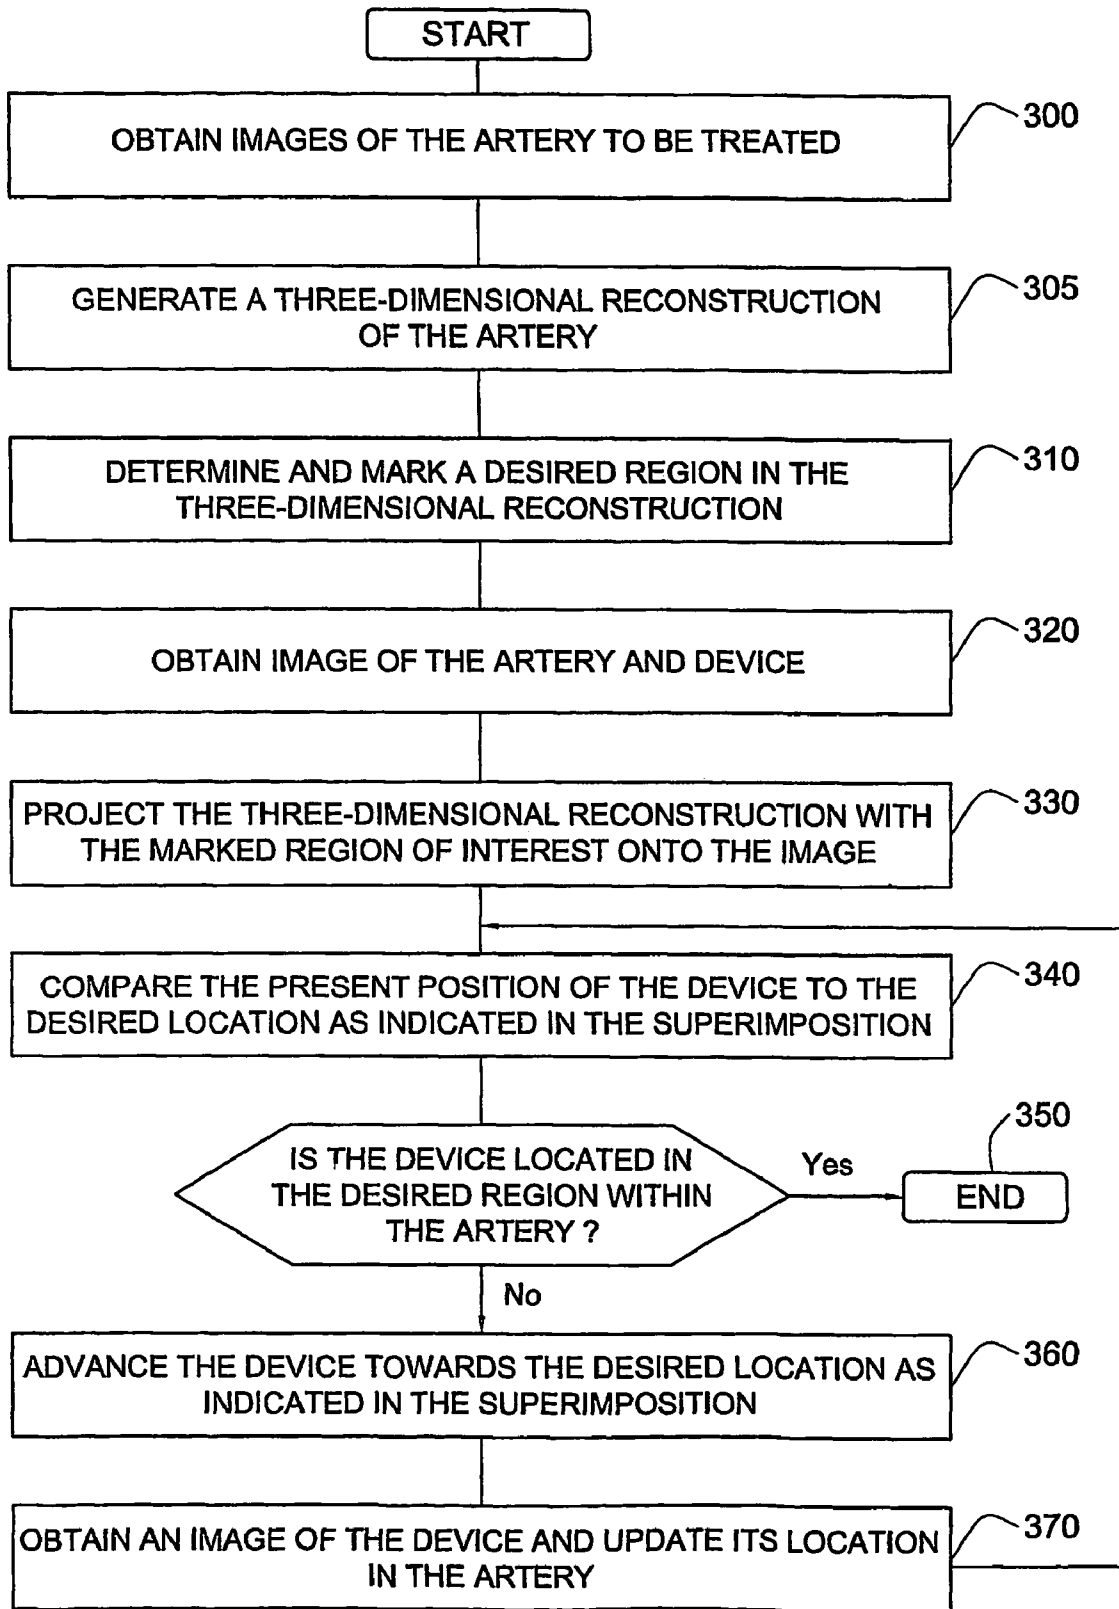 START
OBTAIN IMAGES OF THE ARTERY TO BE TREATED
300
GENERATE A THREE-DIMENSIONAL RECONSTRUCTION
OF THE ARTERY
305
DETERMINE AND MARK A DESIRED REGION IN THE
THREE-DIMENSIONAL RECONSTRUCTION
310
OBTAIN IMAGE OF THE ARTERY AND DEVICE
320
PROJECT THE THREE-DIMENSIONAL RECONSTRUCTION WITH
THE MARKED REGION OF INTEREST ONTO THE IMAGE
330
COMPARE THE PRESENT POSITION OF THE DEVICE TO THE
DESIRED LOCATION AS INDICATED IN THE SUPERIMPOSITION
340
IS THE DEVICE LOCATED IN
THE DESIRED REGION WITHIN
THE ARTERY ?
Yes
350
END
No
ADVANCE THE DEVICE TOWARDS THE DESIRED LOCATION AS
INDICATED IN THE SUPERIMPOSITION
360
OBTAIN AN IMAGE OF THE DEVICE AND UPDATE ITS LOCATION
IN THE ARTERY
370